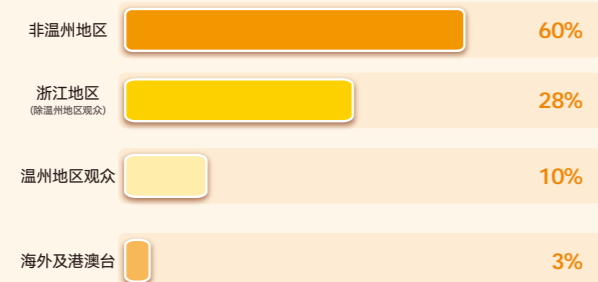 非温州地区 60%
浙江地区 28%
(除温州地区观众)
温州地区观众 10%
海外及港澳台 3%